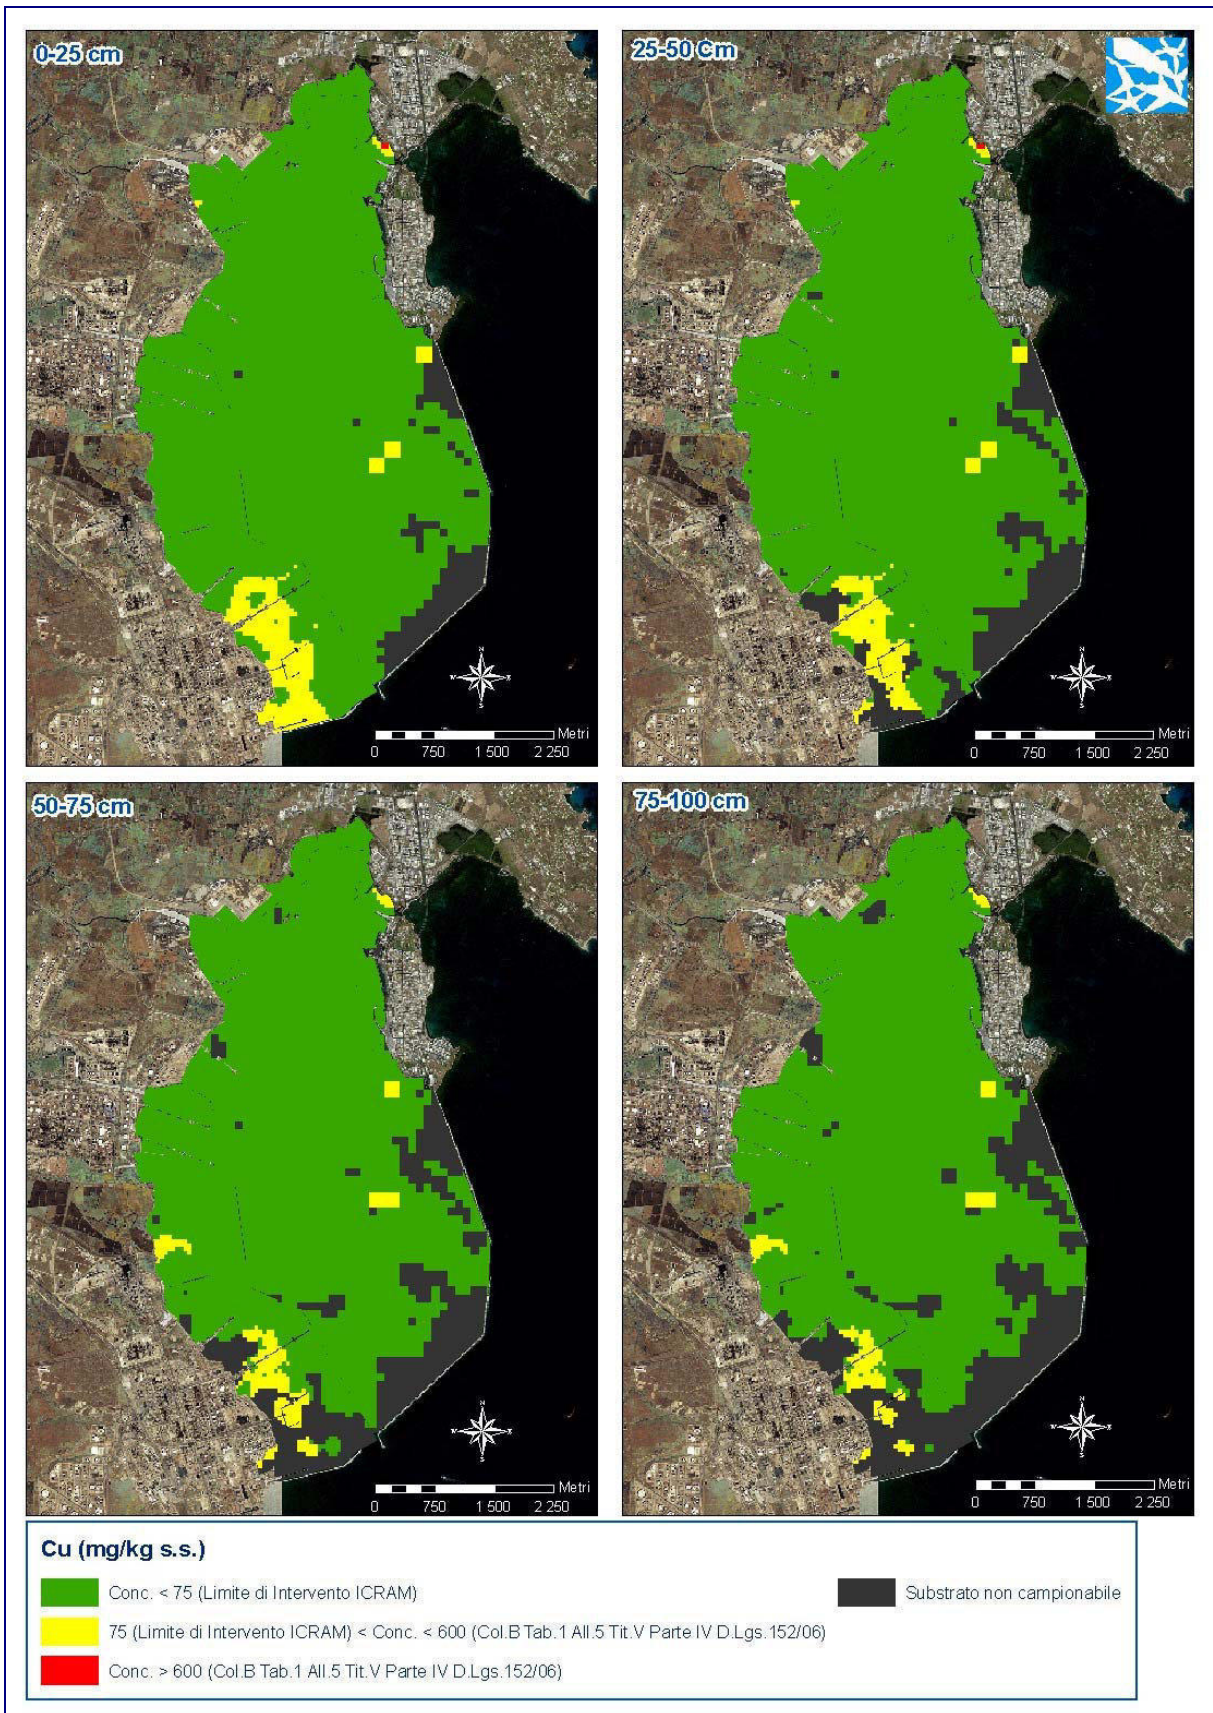 0-25 cm
25-50 Cm
N
W E
S
Metri
0 750 1 500 2 250
N
W E
S
Metri
0 750 1 500 2 250
50-75 cm
75-100 cm
N
W E
S
Metri
0 750 1 500 2 250
N
W E
S
Metri
0 750 1 500 2 250
Cu (mg/kg s.s.)
Conc. < 75 (Limite di Intervento ICRAM)
Substrato non campionabile
75 (Limite di Intervento ICRAM) < Conc. < 600 (Col.B Tab.1 All.5 Tit.V Parte IV D.Lgs.152/06)
Conc. > 600 (Col.B Tab.1 All.5 Tit.V Parte IV D.Lgs.152/06)